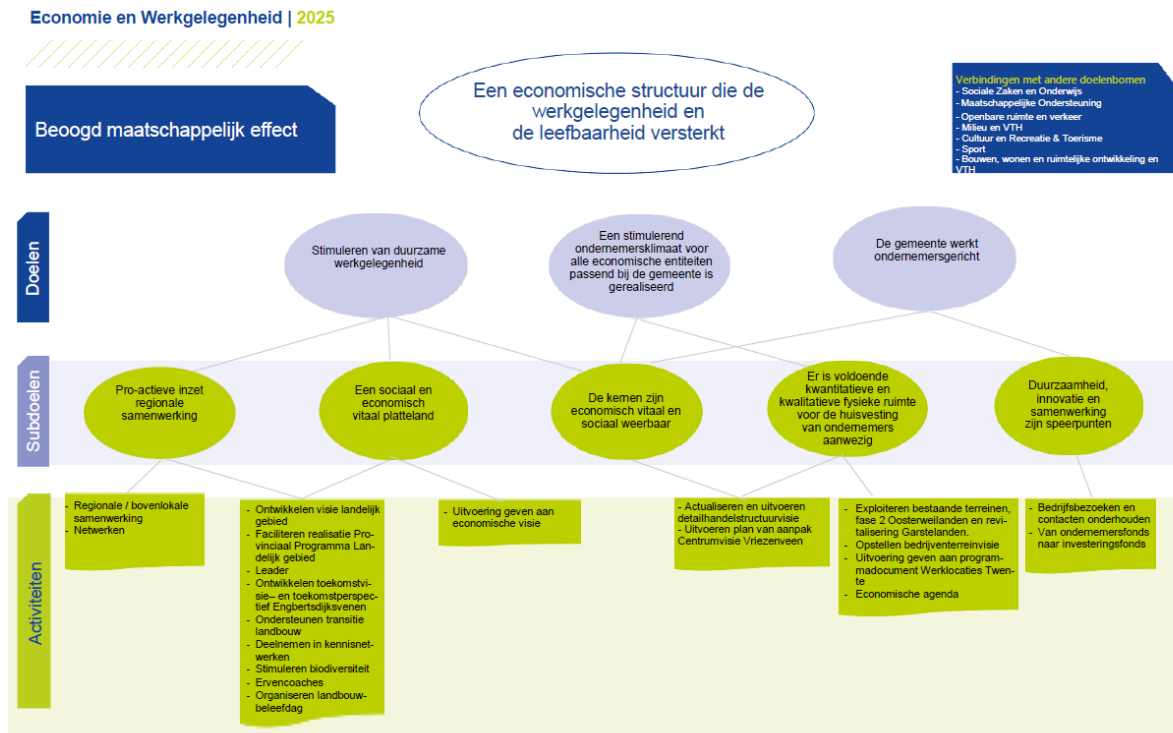 Economie en Werkgelegenheid | 2025
Beoogd maatschappelijk effect
Een economische structuur die de
werkgelegenheid en
de leefbaarheid versterkt
Verbindingen met andere doelenbomen
- Sociale Zaken en Onderwijs
- Maatschappelijke Ondersteuning
- Openbare ruimte en verkeer
- Milieu en VTH
- Cultuur en Recreatie & Toerisme
- Sport
- Bouwen, wonen en ruimtelijke ontwikkeling en
VTH
Doelen
Stimuleren van duurzame
werkgelegenheid
Een stimulerend
ondernemersklimaat voor
alle economische entiteiten
passend bij de gemeente is
gerealiseerd
De gemeente werkt
ondernemersgericht
Subdoelen
Pro-actieve inzet
regionale
samenwerking
Een sociaal en
economisch
vitaal platteland
De kernen zijn
economisch vitaal en
sociaal weerbaar
Er is voldoende
kwantitatieve en
kwalitatieve fysieke ruimte
voor de huisvesting
van ondernemers
aanwezig
Duurzaamheid,
innovatie en
samenwerking
zijn speerpunten
Activiteiten
- Regionale / bovenlokale
samenwerking
- Netwerken
- Ontwikkelen visie landelijk
gebied
- Faciliteren realisatie Pro-
vinciaal Programma Lan-
delijk gebied
- Leader
- Ontwikkelen toekomstvi-
sie– en toekomstperspec-
tief Engbertsdijksvenen
- Ondersteunen transitie
landbouw
- Deelnemen in kennisnet-
werken
- Stimuleren biodiversiteit
- Ervencoaches
- Organiseren landbouw-
beleefdag
- Uitvoering geven aan
economische visie
- Actualiseren en uitvoeren
detailhandelstructuurvisie
- Uitvoeren plan van aanpak
Centrumvisie Vriezenveen
- Exploiteren bestaande terreinen,
fase 2 Oosterweilanden en revi-
talisering Garstelanden.
- Opstellen bedrijventerreinvisie
- Uitvoering geven aan program-
madocument Werklocaties Twen-
te
- Economische agenda
- Bedrijfsbezoeken en
contacten onderhouden
- Van ondernemersfonds
naar investeringsfonds